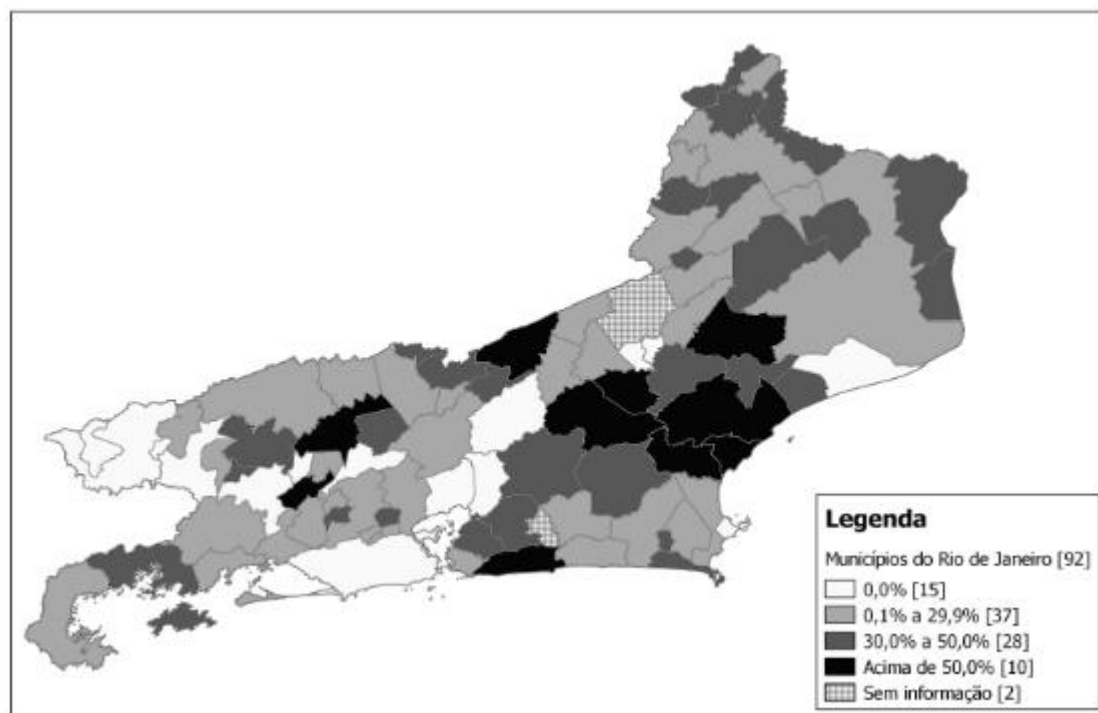 Legenda
Municípios do Rio de Janeiro [92]
0,0% [15]
0,1% a 29,9% [37]
30,0% a 50,0% [28]
Acima de 50,0% [10]
Sem informação [2]